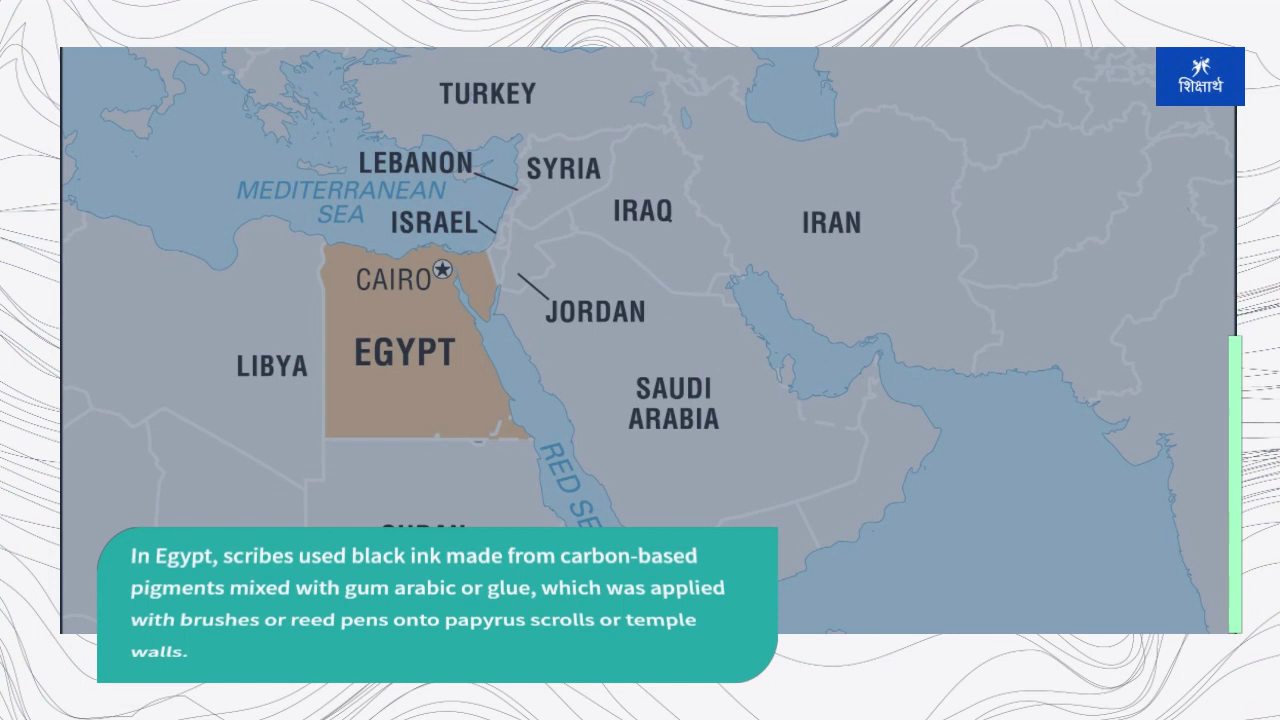 शिक्षार्थ
TURKEY
LEBANON
SYRIA
MEDITERRANEAN
SEA
ISRAEL
IRAQ
IRAN
CAIRO
JORDAN
EGYPT
LIBYA
SAUDI
ARABIA
RED SE
In Egypt, scribes used black ink made from carbon-based
pigments mixed with gum arabic or glue, which was applied
with brushes or reed pens onto papyrus scrolls or temple
walls.